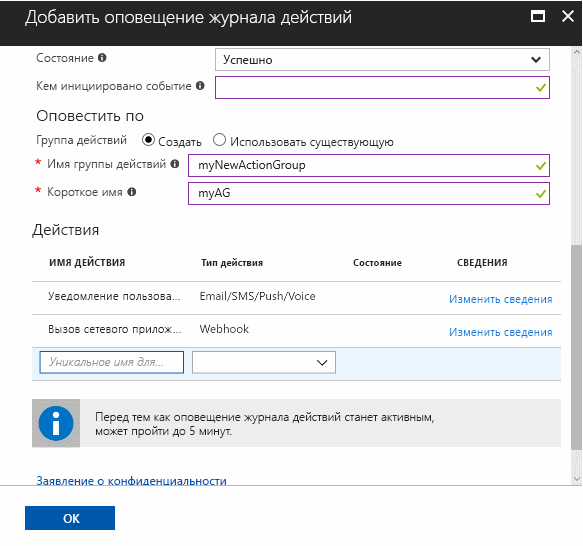 Добавить оповещение журнала действий
Состояние
Успешно
Кем инициировано событие
Оповестить по
Группа действий Создать Использовать существующую
* Имя группы действий myNewActionGroup
* Короткое имя myAG
Действия
ИМЯ ДЕЙСТВИЯ Тип действия Состояние СВЕДЕНИЯ
Уведомление пользова... Email/SMS/Push/Voice Изменить сведения
Вызов сетевого прилож... Webhook Изменить сведения
Уникальное имя для...
Перед тем как оповещение журнала действий станет активным,
может пройти до 5 минут.
Заявление о конфиденциальности
OK